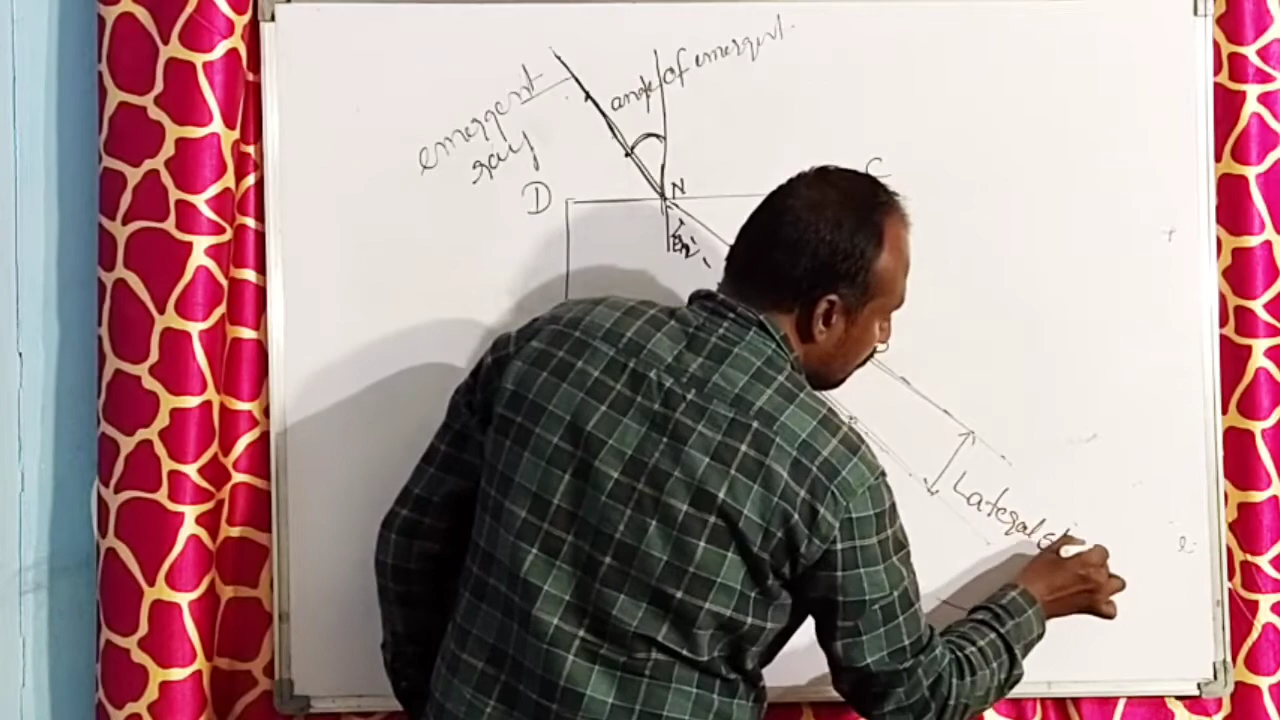 angle of emergent.
emergent
ray
D
N
C
Lateral s